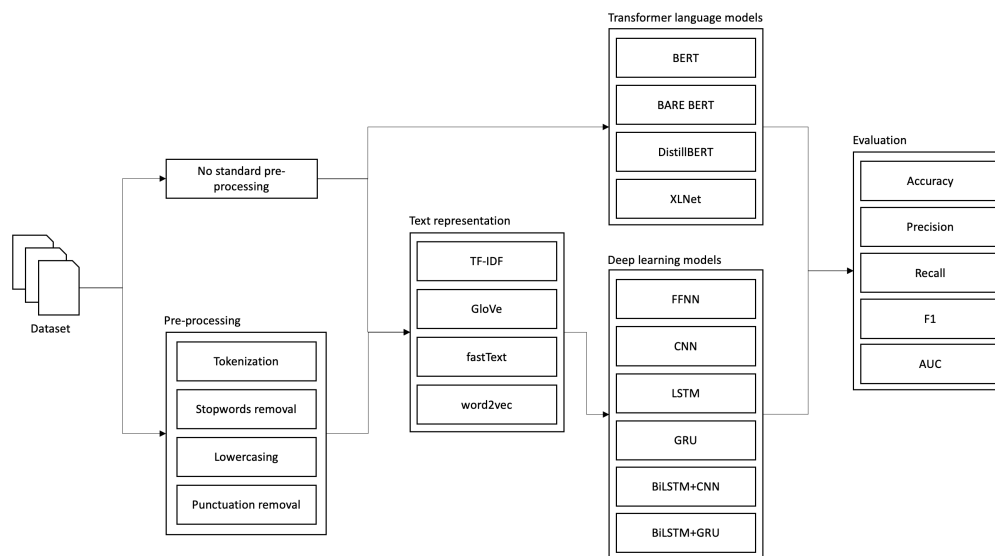 Dataset
No standard pre-
processing
Pre-processing
Tokenization
Stopwords removal
Lowercasing
Punctuation removal
Text representation
TF-IDF
GloVe
fastText
word2vec
Transformer language models
BERT
BARE BERT
DistillBERT
XLNet
Deep learning models
FFNN
CNN
LSTM
GRU
BiLSTM+CNN
BiLSTM+GRU
Evaluation
Accuracy
Precision
Recall
F1
AUC